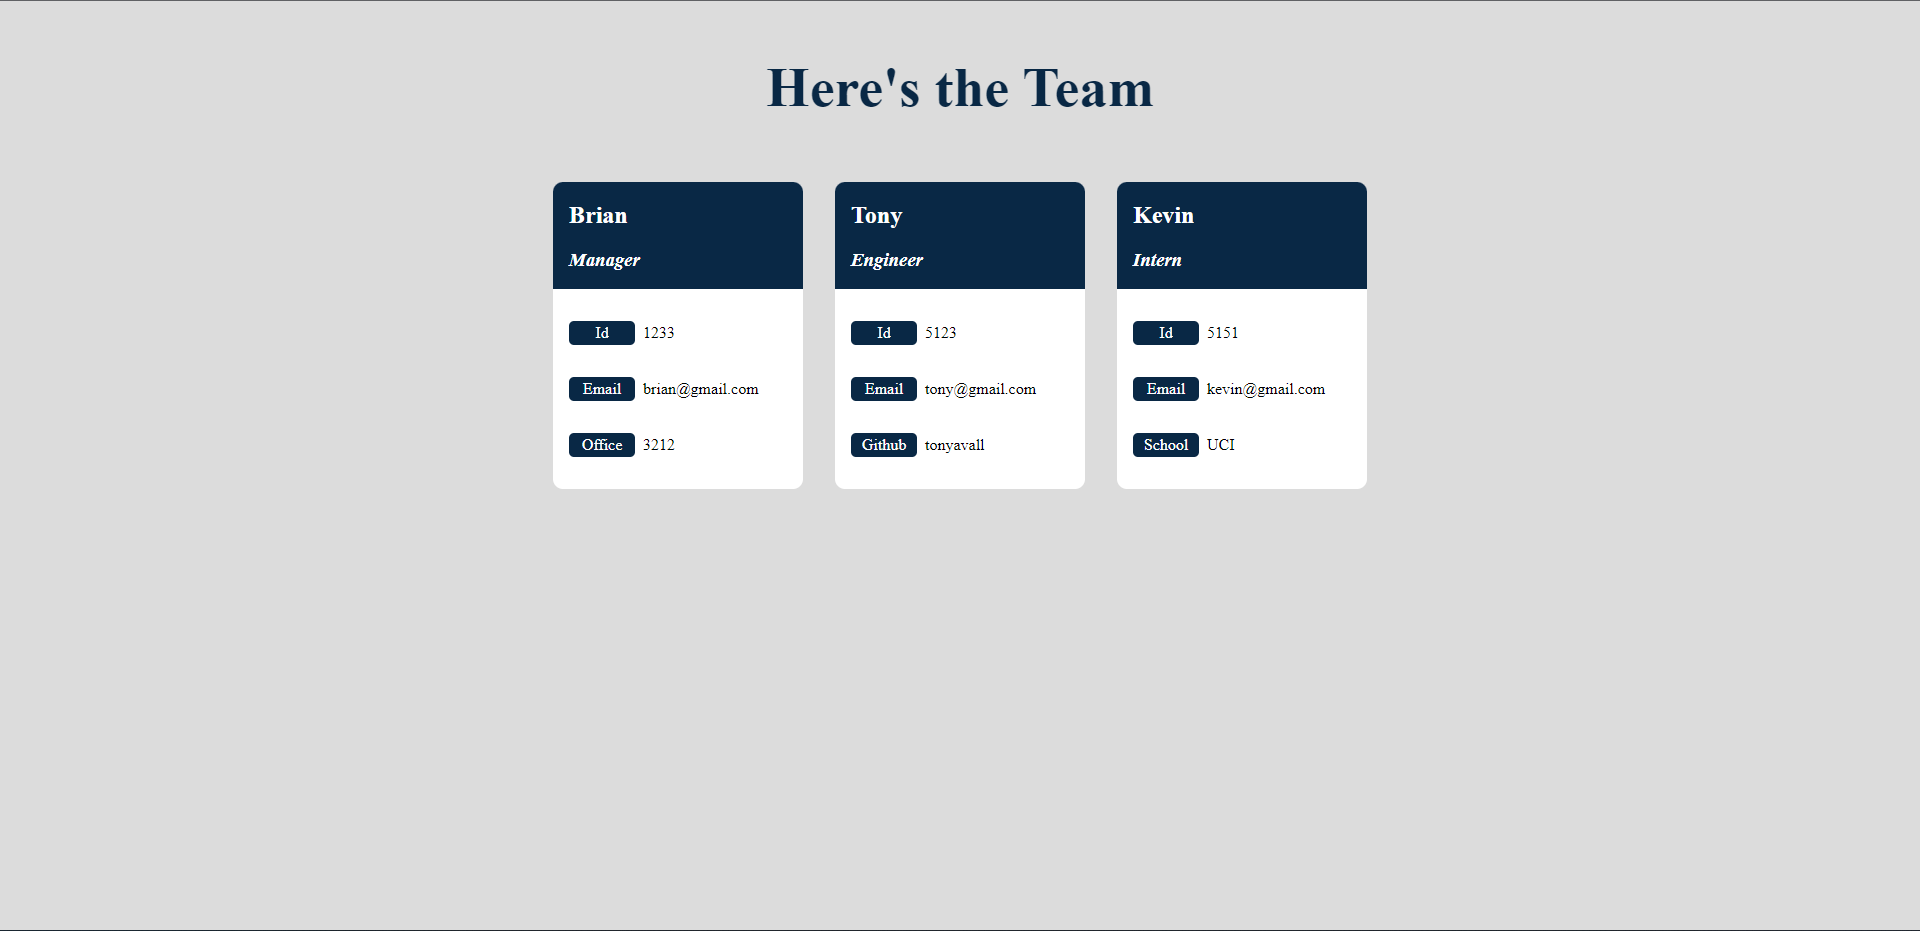 Here's the Team
Brian
Manager
Id 1233
Email brian@gmail.com
Office 3212
Tony
Engineer
Id 5123
Email tony@gmail.com
Github tonyavall
Kevin
Intern
Id 5151
Email kevin@gmail.com
School UCI